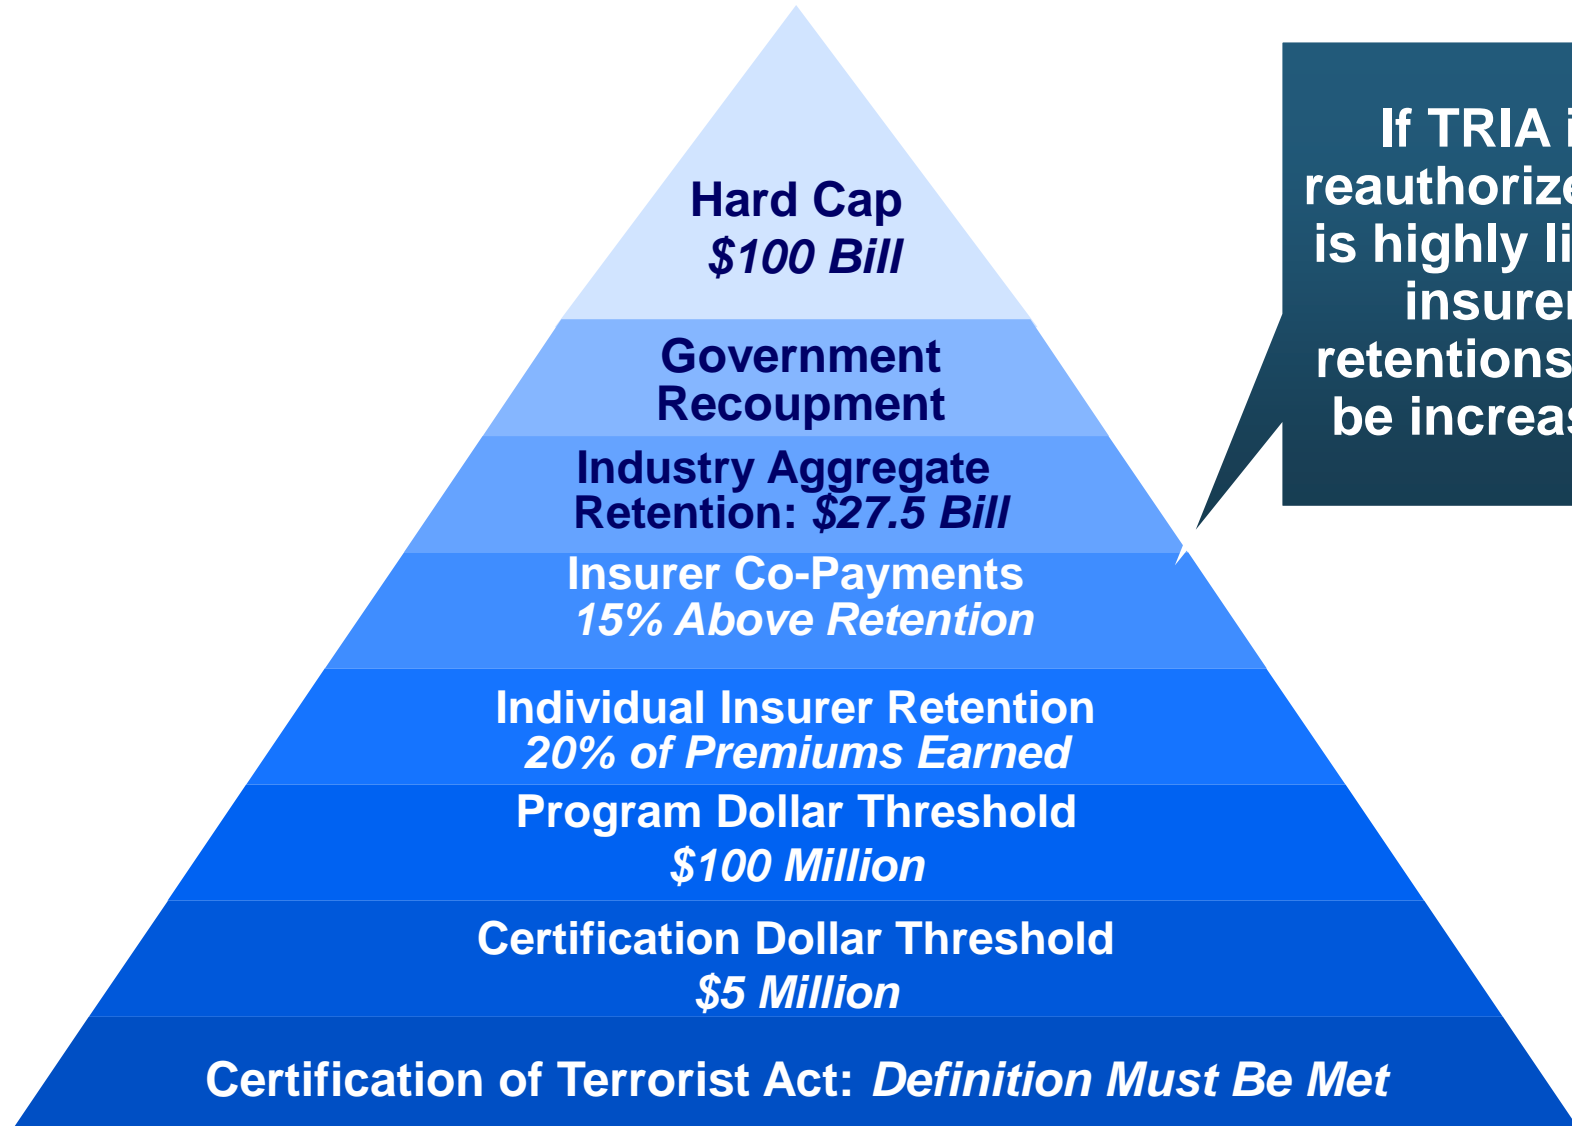 Hard Cap
$100 Bill
Government
Recoupment
Industry Aggregate
Retention: $27.5 Bill
Insurer Co-Payments
15% Above Retention
Individual Insurer Retention
20% of Premiums Earned
Program Dollar Threshold
$100 Million
Certification Dollar Threshold
$5 Million
Certification of Terrorist Act: Definition Must Be Met
If TRIA
is highly
retentions
be